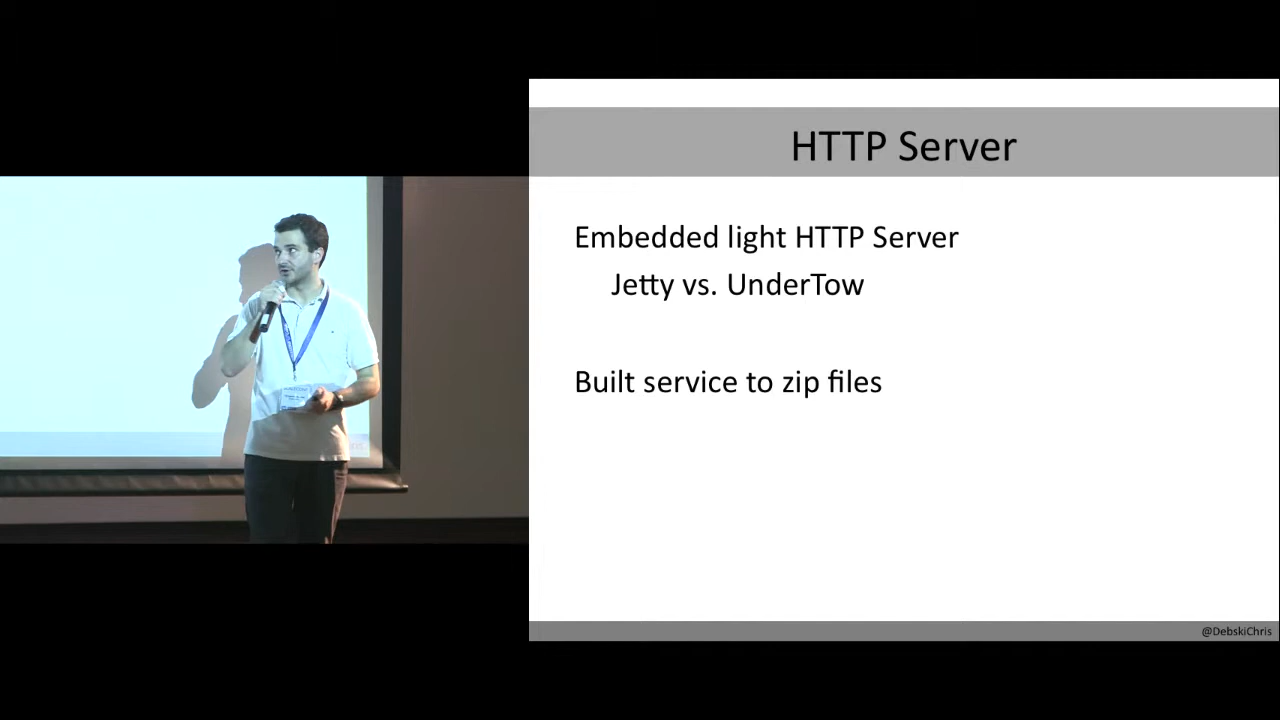 HTTP Server
Embedded light HTTP Server
Jetty vs. UnderTow
Built service to zip files
@DebskiChris